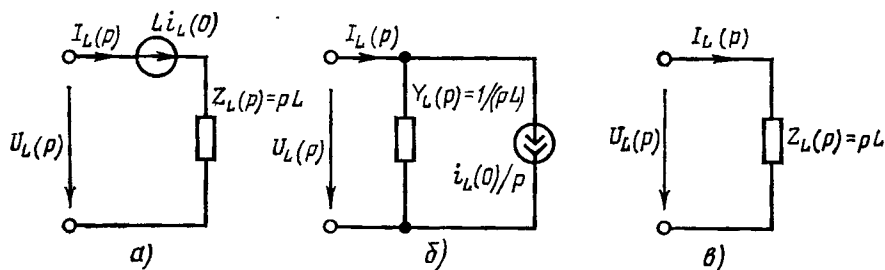 I_L(p)
Li_L(0)
Z_L(p)=pL
U_L(p)
а)
I_L(p)
Y_L(p)=1/(pL)
U_L(p)
i_L(0)/p
б)
I_L(p)
U_L(p)
Z_L(p)=pL
в)